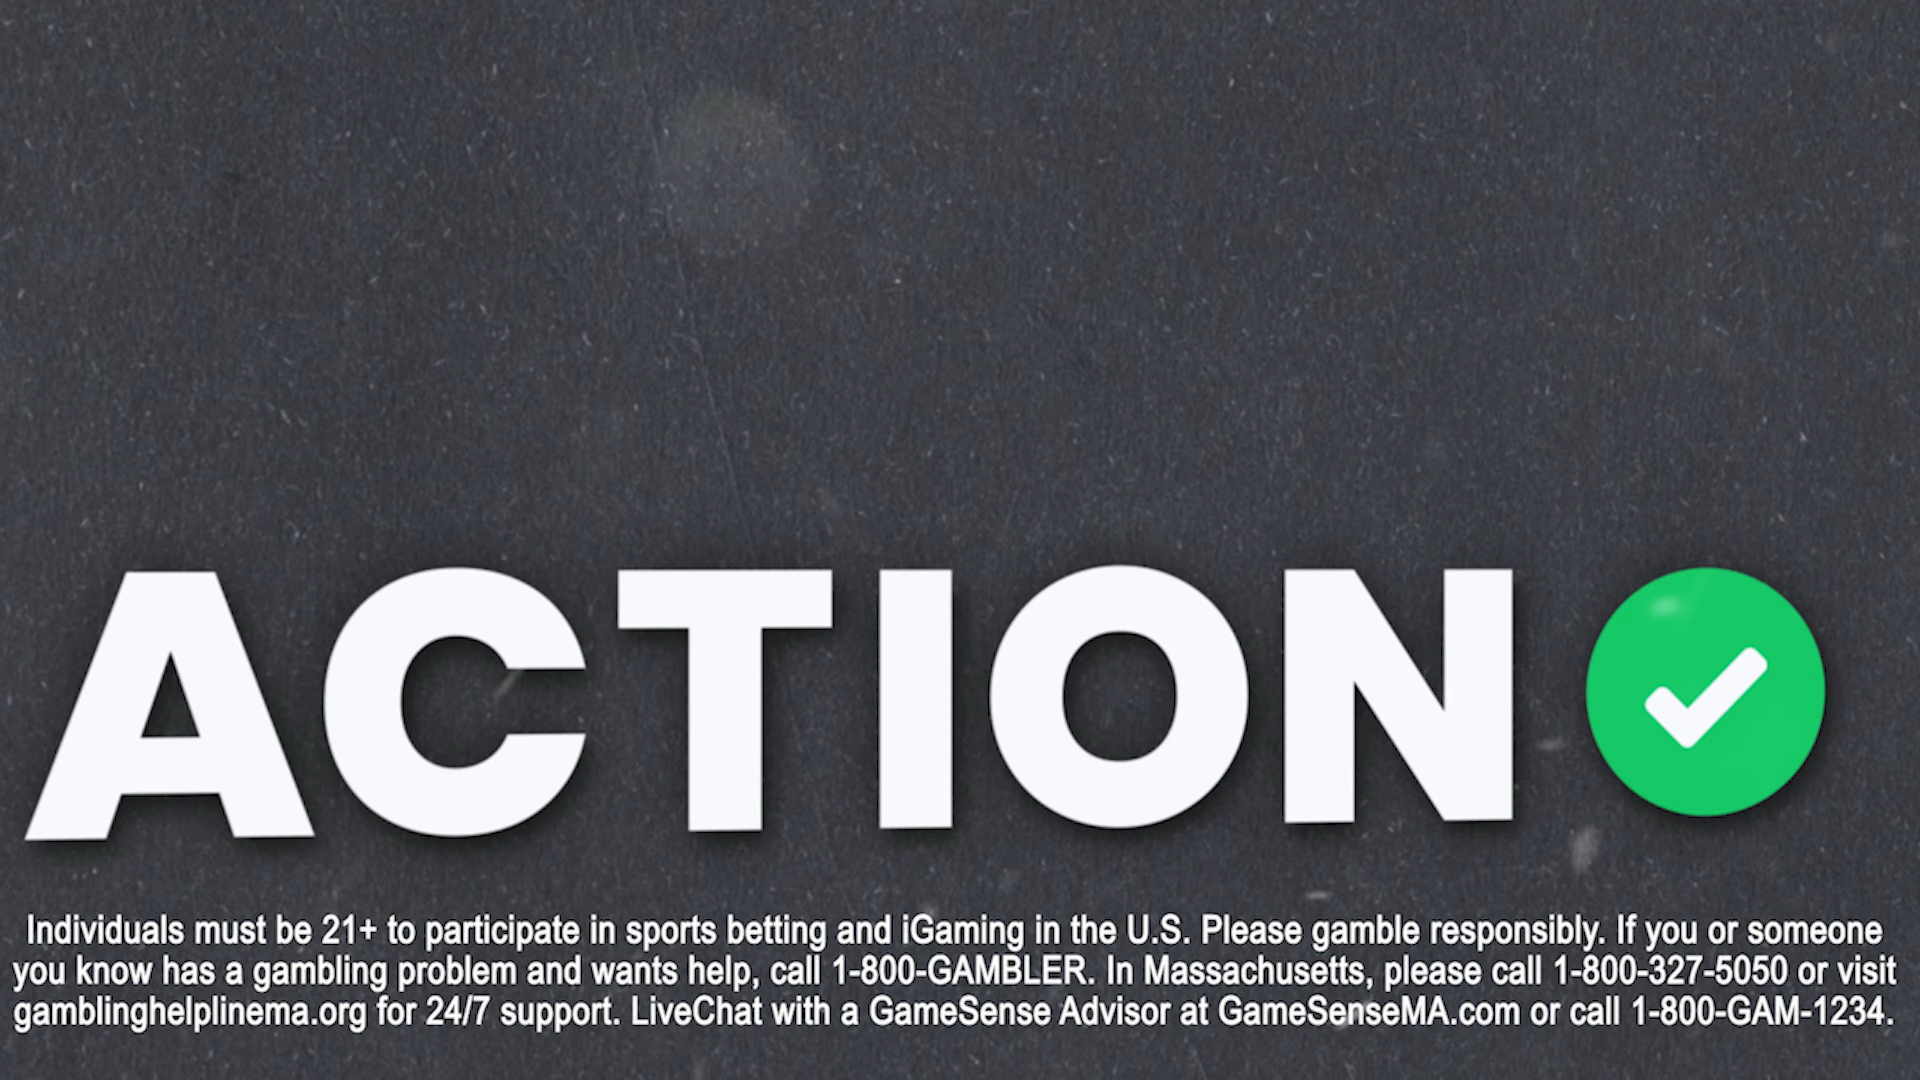 ACTION
Individuals must be 21+ to participate in sports betting and iGaming in the U.S. Please gamble responsibly. If you or someone
you know has a gambling problem and wants help, call 1-800-GAMBLER. In Massachusetts, please call 1-800-327-5050 or visit
gamblinghelplinema.org for 24/7 support. LiveChat with a GameSense Advisor at GameSenseMA.com or call 1-800-GAM-1234.